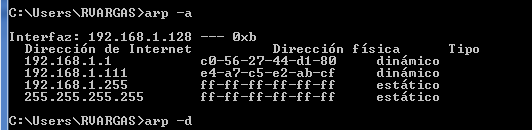 C:\Users\RVARGAS>arp -a
Interfaz: 192.168.1.128 --- 0xb
Dirección de Internet Dirección física Tipo
192.168.1.1 c0-56-27-44-d1-80 dinámico
192.168.1.111 e4-a7-c5-e2-ab-cf dinámico
192.168.1.255 ff-ff-ff-ff-ff-ff estático
255.255.255.255 ff-ff-ff-ff-ff-ff estático
C:\Users\RVARGAS>arp -d